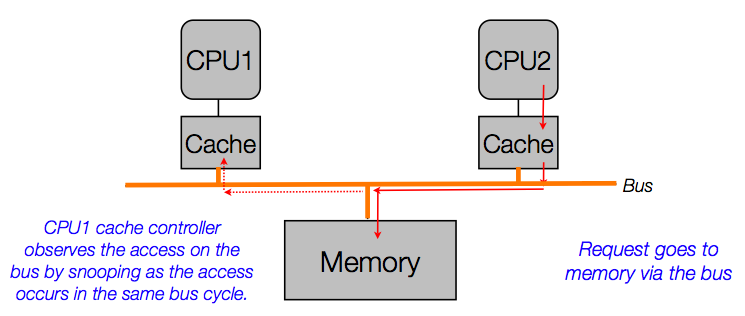 CPU1
CPU2
Cache
Cache
Bus
CPU1 cache controller
observes the access on the
bus by snooping as the access
occurs in the same bus cycle.
Memory
Request goes to
memory via the bus